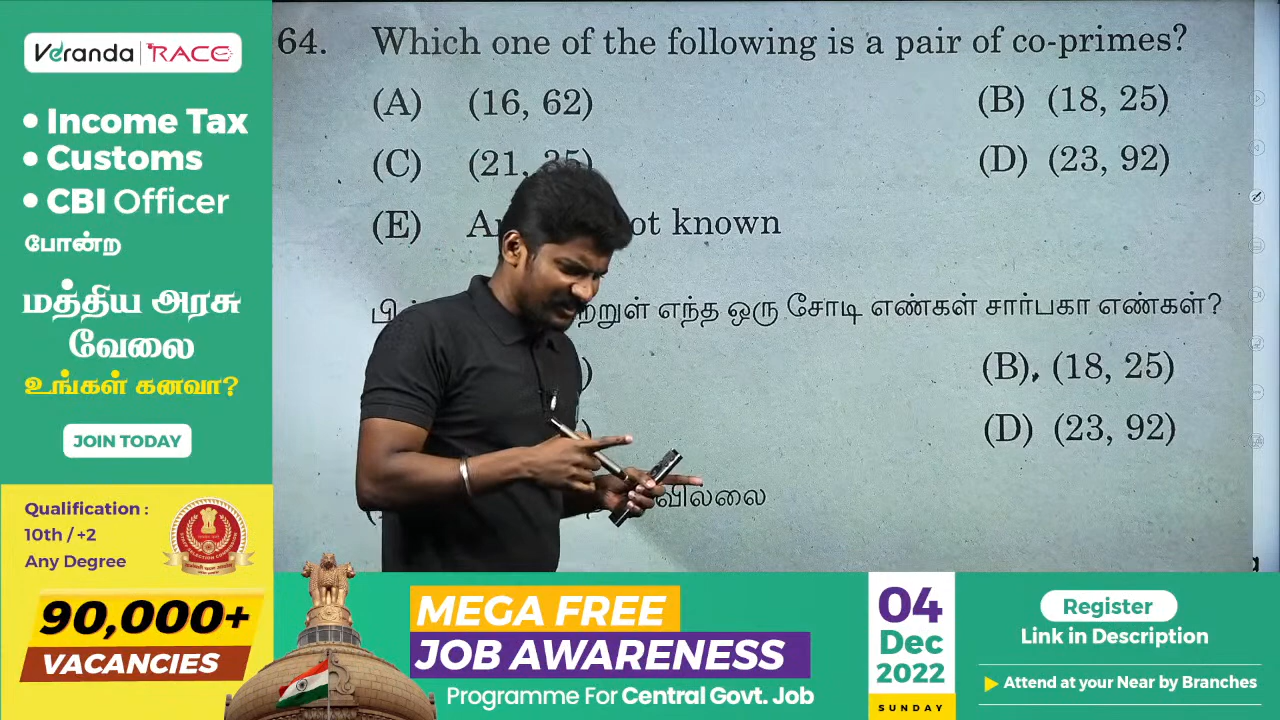 Veranda RACE
• Income Tax
• Customs
• CBI Officer
போன்ற
மத்திய அரசு
வேலை
உங்கள் கனவா?
JOIN TODAY
Qualification :
10th / +2
Any Degree
90,000+
VACANCIES
64. Which one of the following is a pair of co-primes?
(A) (16, 62) (B) (18, 25)
(C) (21, 35) (D) (23, 92)
(E) not known
எந்த ஒரு சோடி எண்கள் சார்பகா எண்கள்?
(B) (18, 25)
(D) (23, 92)
MEGA FREE
JOB AWARENESS
Programme For Central Govt. Job
04
Dec
2022
SUNDAY
Register
Link in Description
Attend at your Near by Branches